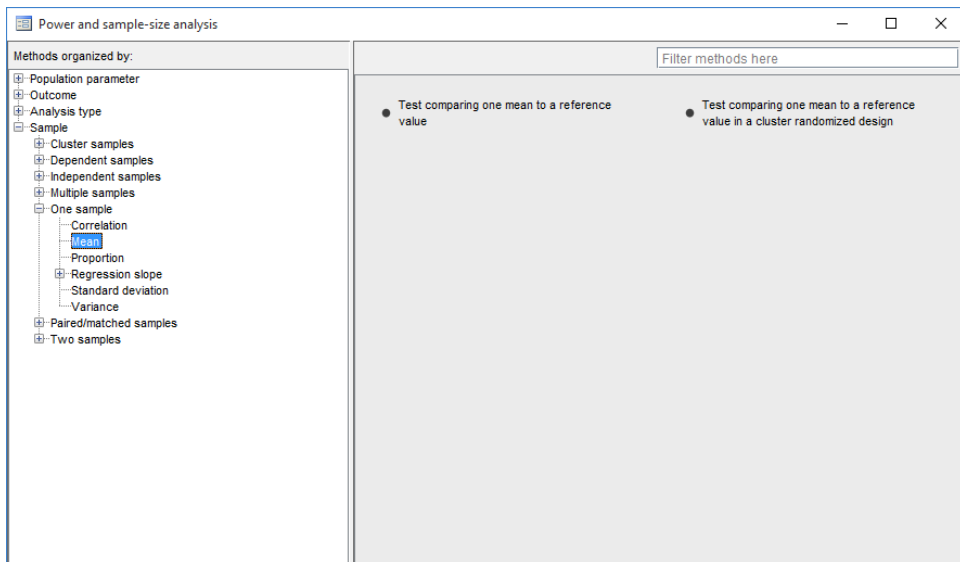 Power and sample-size analysis
Methods organized by:
Filter methods here
Population parameter
Outcome
Analysis type
Sample
Cluster samples
Dependent samples
Independent samples
Multiple samples
One sample
Correlation
Mean
Proportion
Regression slope
Standard deviation
Variance
Paired/matched samples
Two samples
Test comparing one mean to a reference
value
Test comparing one mean to a reference
value in a cluster randomized design